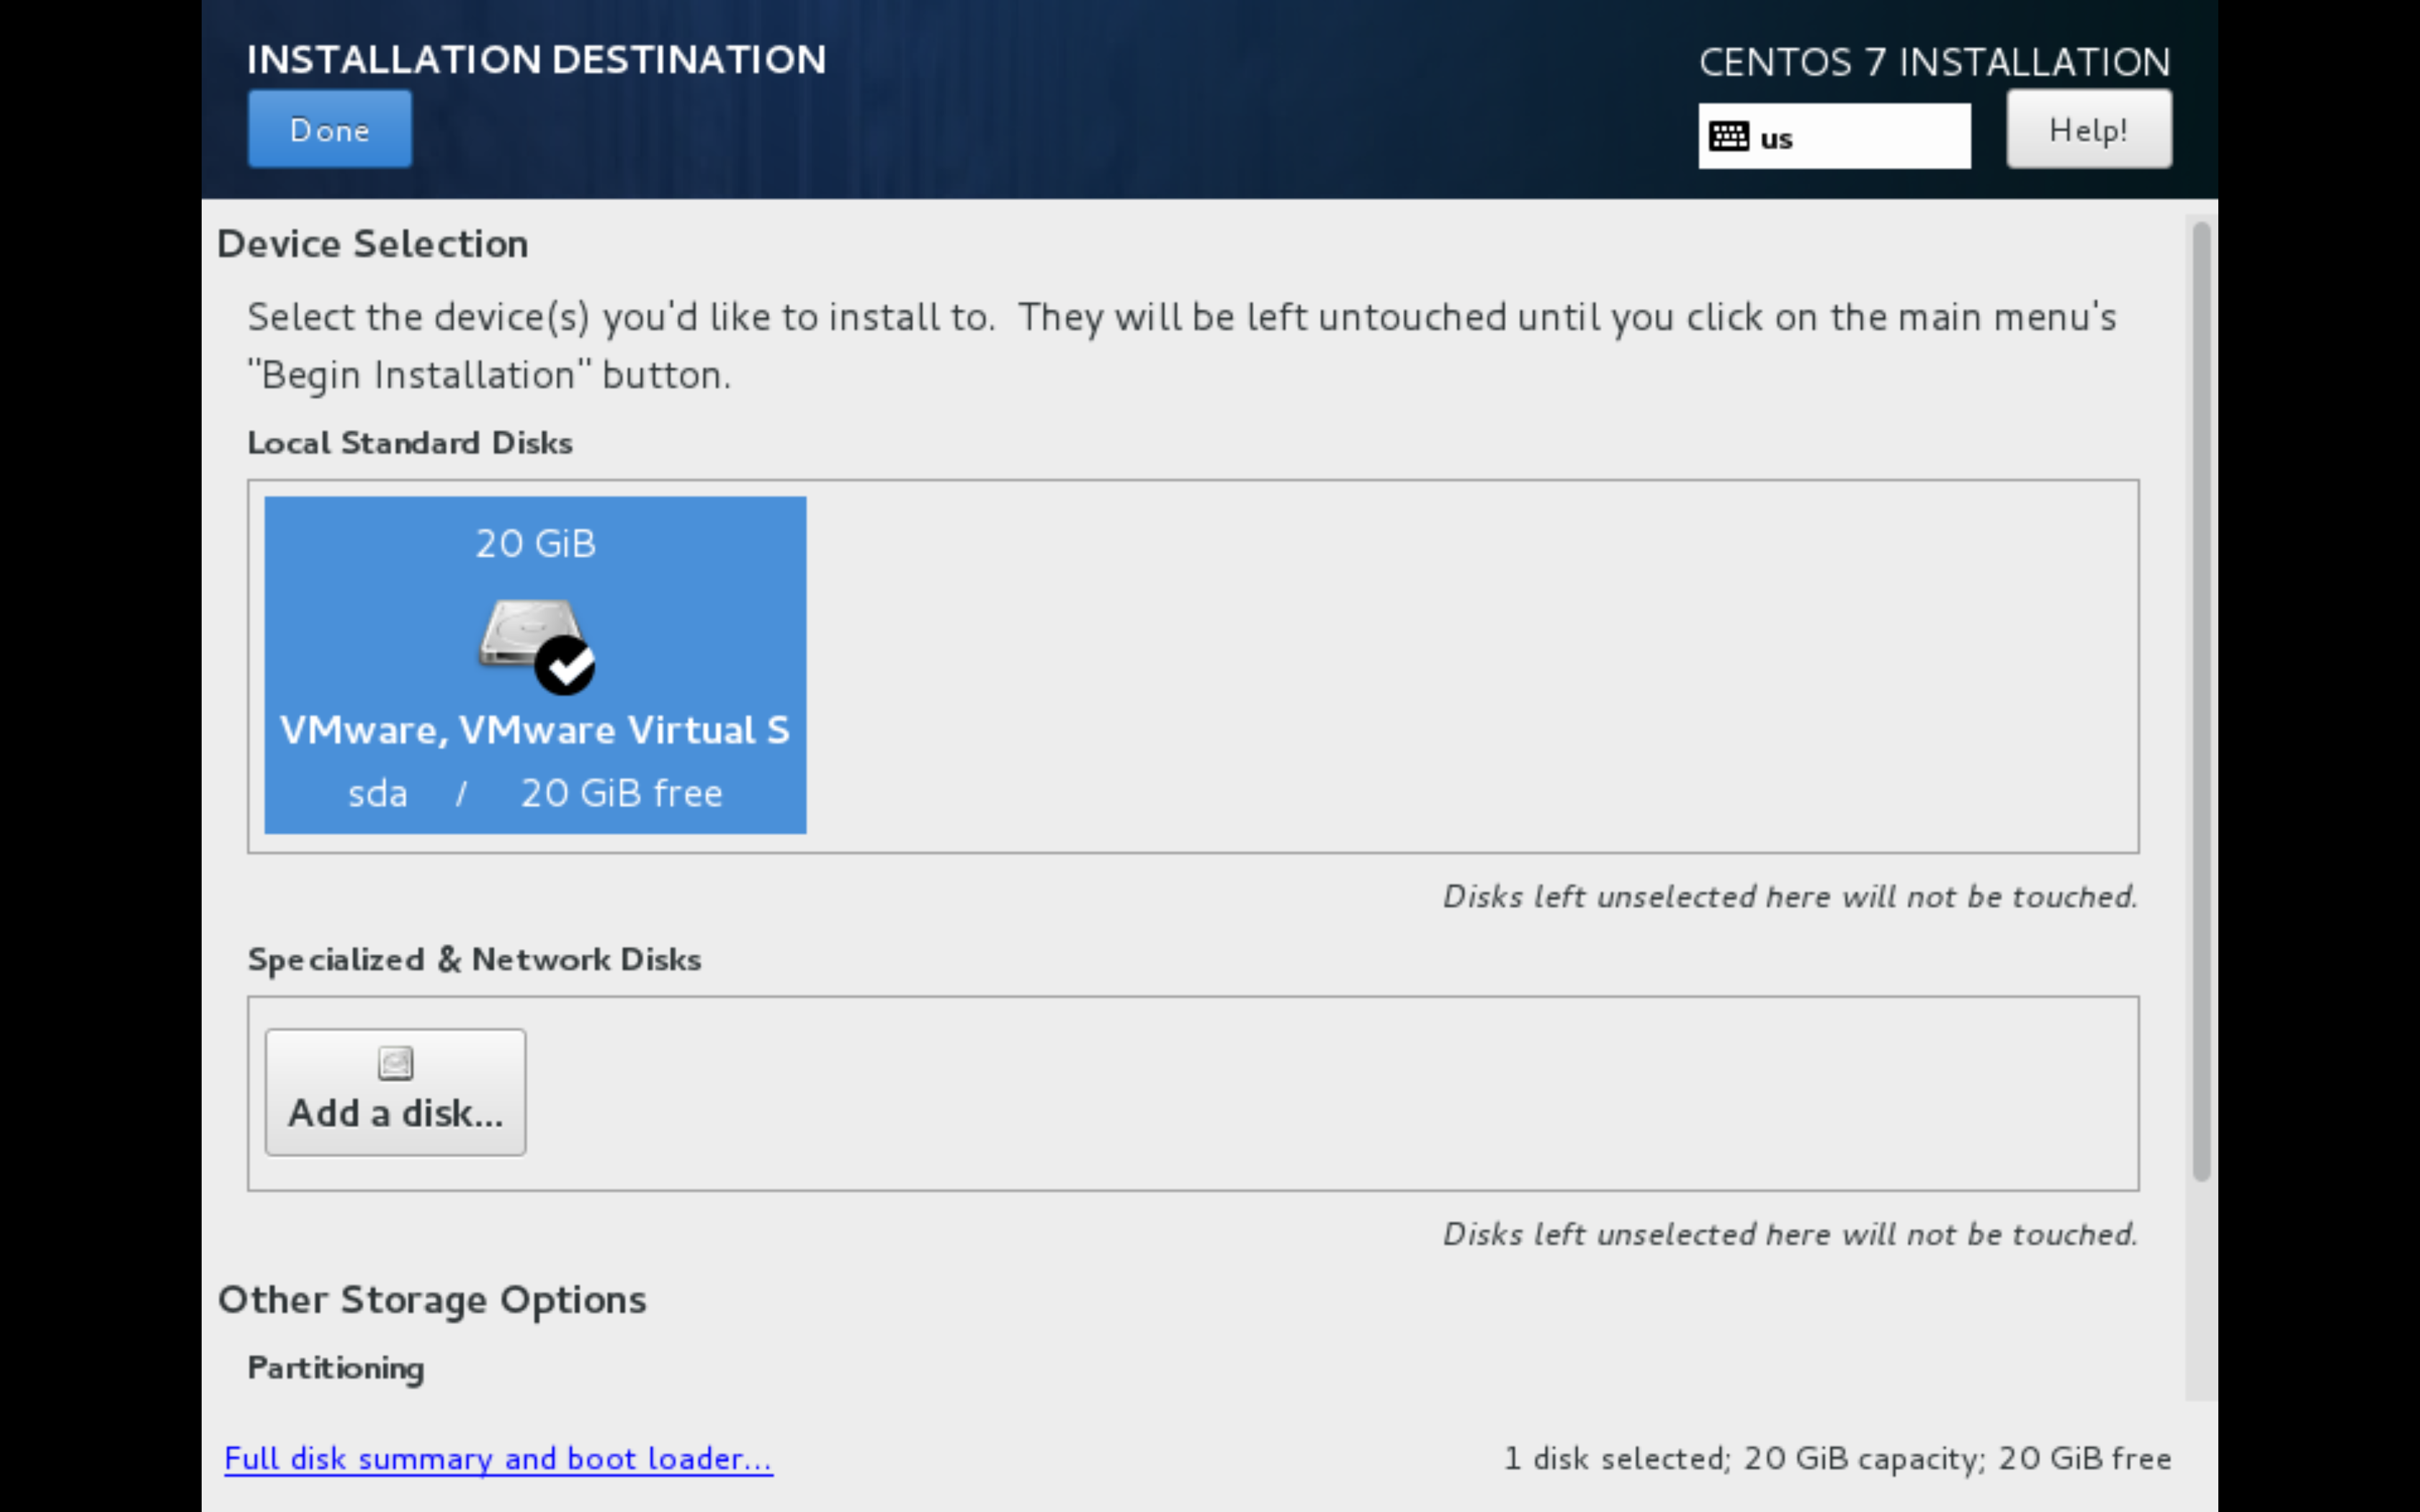 INSTALLATION DESTINATION
CENTOS 7 INSTALLATION
Done
us
Help!
Device Selection
Select the device(s) you'd like to install to.  They will be left untouched until you click on the main menu's
"Begin Installation" button.
Local Standard Disks
20 GiB
VMware, VMware Virtual S
sda / 20 GiB free
Disks left unselected here will not be touched.
Specialized & Network Disks
Add a disk...
Disks left unselected here will not be touched.
Other Storage Options
Partitioning
Full disk summary and boot loader...
1 disk selected; 20 GiB capacity; 20 GiB free